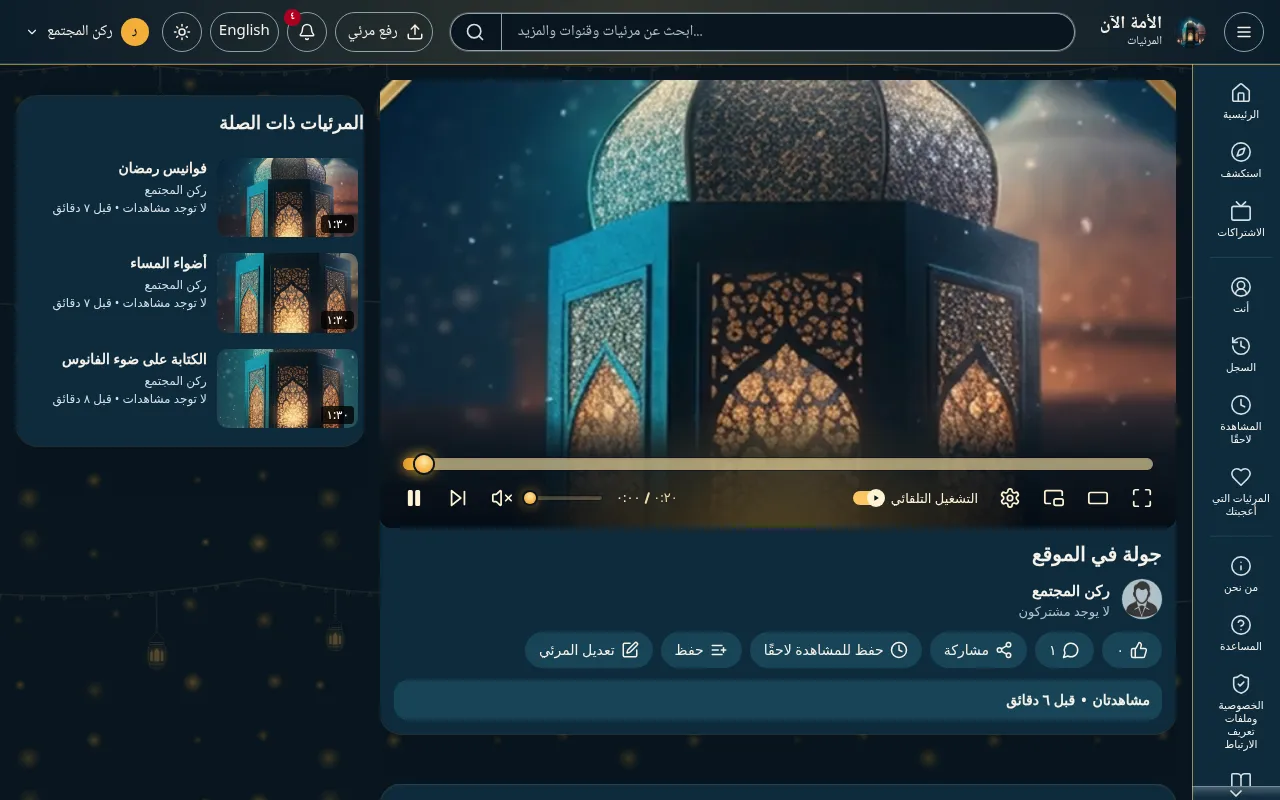 الأمة الآن
المرئيات
ابحث عن مرئيات وقنوات والمزيد...
رفع مرئي
٤
English
ر
ركن المجتمع
الرئيسية
استكشف
الاشتراكات
أنت
السجل
المشاهدة
لاحقًا
المرئيات التي
أعجبتك
من نحن
المساعدة
الخصوصية
وملفات
تعريف
الارتباط
٠:٠٠ / ٠:٢٠
التشغيل التلقائي
جولة في الموقع
ركن المجتمع
لا يوجد مشتركون
٠
١
مشاركة
حفظ للمشاهدة لاحقًا
حفظ
تعديل المرئي
مشاهدتان • قبل ٦ دقائق
المرئيات ذات الصلة
فوانيس رمضان
ركن المجتمع
لا توجد مشاهدات • قبل ٧ دقائق
١:٣٠
أضواء المساء
ركن المجتمع
لا توجد مشاهدات • قبل ٧ دقائق
١:٣٠
الكتابة على ضوء الفانوس
ركن المجتمع
لا توجد مشاهدات • قبل ٨ دقائق
١:٣٠